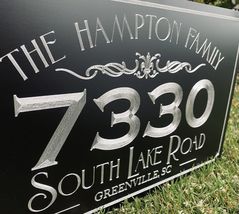 THE HAMPTON FAMILY
7330
SOUTH LAKE ROAD
GREENVILLE, SC